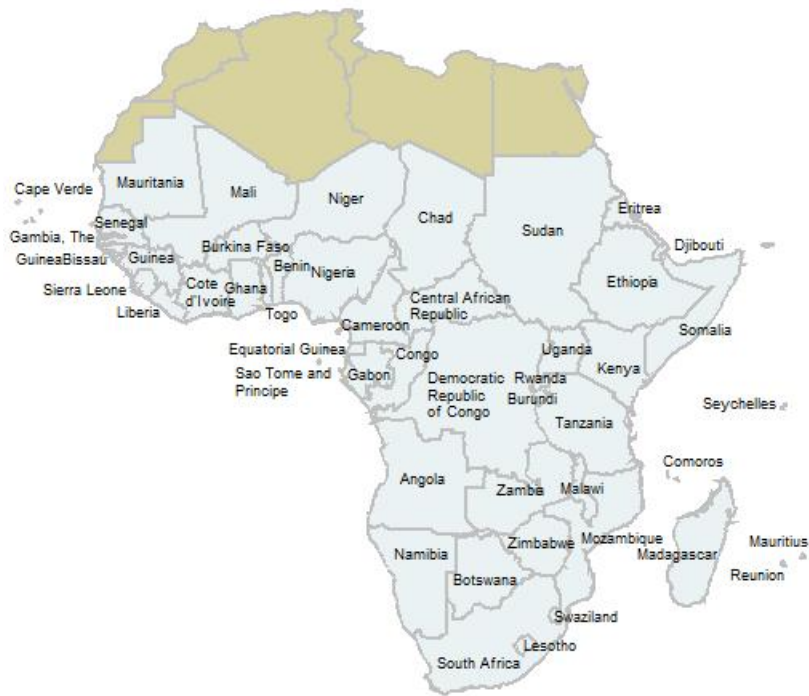 Mauritania
Mali
Niger
Cape Verde
Chad
Sudan
Eritrea
Senegal
Gambia, The
Djibouti
Burkina Faso
GuineaBissau
Guinea
Benin
Nigeria
Ethiopia
Sierra Leone
Cote
d'Ivoire
Ghana
Central African
Republic
Liberia
Togo
Cameroon
Somalia
Equatorial Guinea
Congo
Uganda
Kenya
Sao Tome and
Principe
Gabon
Democratic
Republic
of Congo
Rwanda
Burundi
Seychelles
Tanzania
Comoros
Angola
Zambia
Malawi
Mozambique
Zimbabwe
Mauritius
Namibia
Madagascar
Reunion
Botswana
Swaziland
Lesotho
South Africa